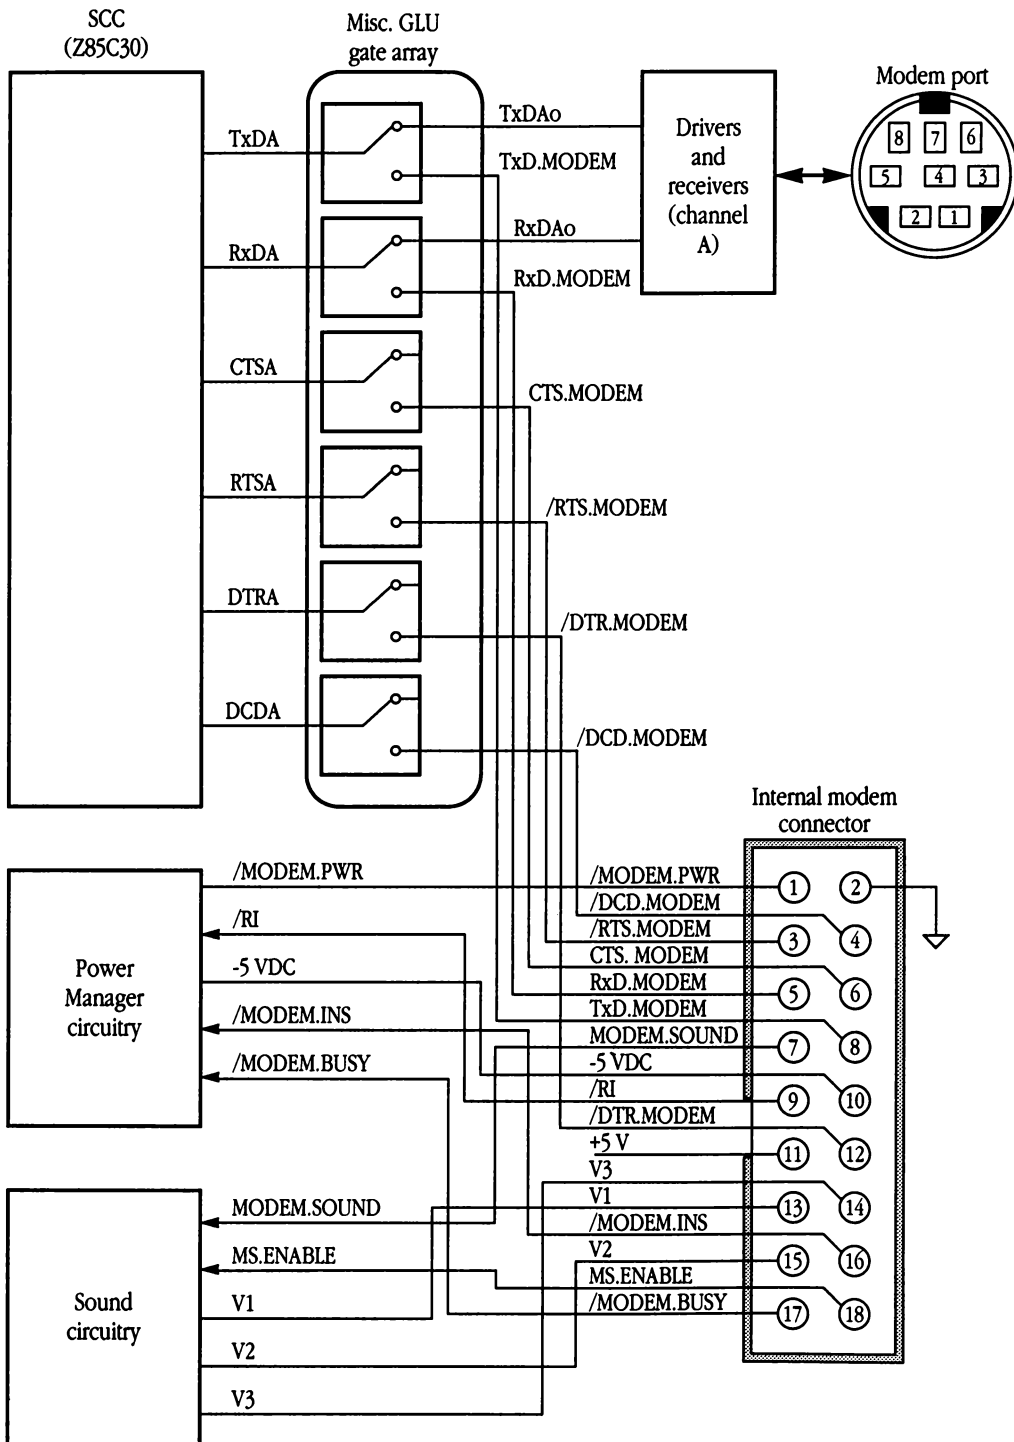 SCC
(Z85C30)
Misc. GLU
gate array
Modem port
TxDA
TxDAo
TxD.MODEM
RxDA
RxDAo
RxD.MODEM
Drivers
and
receivers
(channel
A)
8 7 6
5 4 3
2 1
CTSA
CTS.MODEM
RTSA
/RTS.MODEM
DTRA
/DTR.MODEM
DCDA
/DCD.MODEM
Internal modem
connector
Power
Manager
circuitry
/MODEM.PWR
/RI
-5 VDC
/MODEM.INS
/MODEM.BUSY
/MODEM.PWR
/DCD.MODEM
/RTS.MODEM
CTS. MODEM
RxD.MODEM
TxD.MODEM
MODEM.SOUND
-5 VDC
/RI
/DTR.MODEM
+5 V
V3
V1
/MODEM.INS
V2
MS.ENABLE
/MODEM.BUSY
1 2
3 4
5 6
7 8
9 10
11 12
13 14
15 16
17 18
Sound
circuitry
MODEM.SOUND
MS.ENABLE
V1
V2
V3